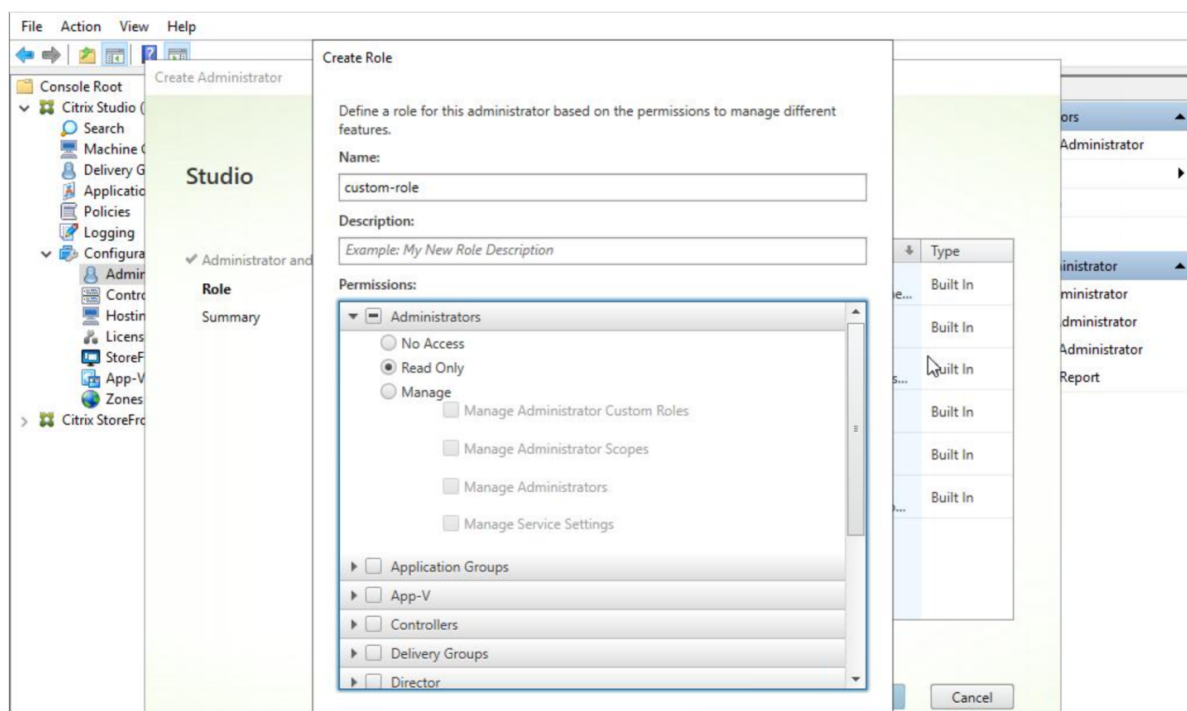 File Action View Help
Create Role
Create Administrator
Console Root
Citrix Studio (
Search
Machine
Delivery G
Applicatio
Policies
Logging
Configura
Admin
Contro
Hostin
Licens
StoreF
App-V
Zones
Citrix StoreFro
Studio
Administrator and
Role
Summary
Define a role for this administrator based on the permissions to manage different
features.
Name:
custom-role
Description:
Example: My New Role Description
Permissions:
Administrators
No Access
Read Only
Manage
Manage Administrator Custom Roles
Manage Administrator Scopes
Manage Administrators
Manage Service Settings
Application Groups
App-V
Controllers
Delivery Groups
Director
Type
Built In
Built In
Built In
Built In
Built In
Built In
Cancel
ors
Administrator
inistrator
ministrator
dministrator
Administrator
Report